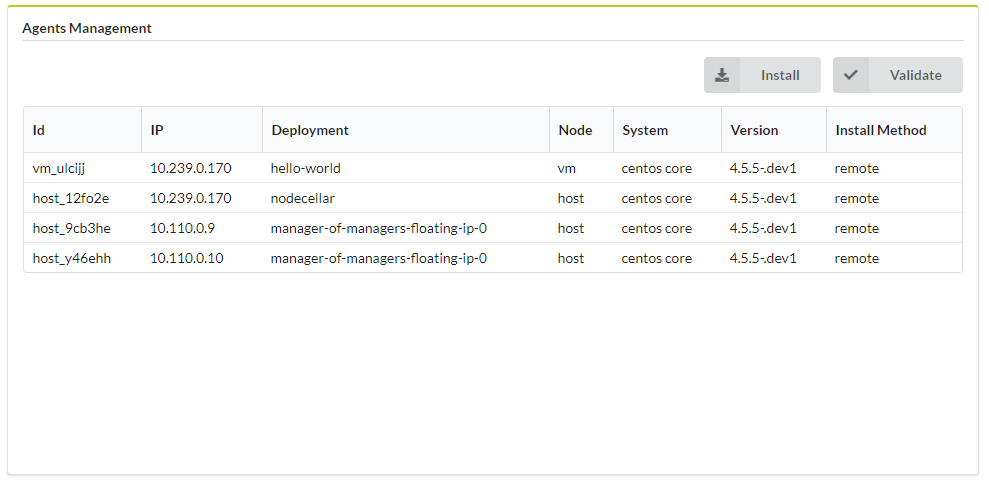 Agents Management
Install Validate
Id IP Deployment Node System Version Install Method
vm_ulcijj 10.239.0.170 hello-world vm centos core 4.5.5-.dev1 remote
host_12fo2e 10.239.0.170 nodecellar host centos core 4.5.5-.dev1 remote
host_9cb3he 10.110.0.9 manager-of-managers-floating-ip-0 host centos core 4.5.5-.dev1 remote
host_y46ehh 10.110.0.10 manager-of-managers-floating-ip-0 host centos core 4.5.5-.dev1 remote